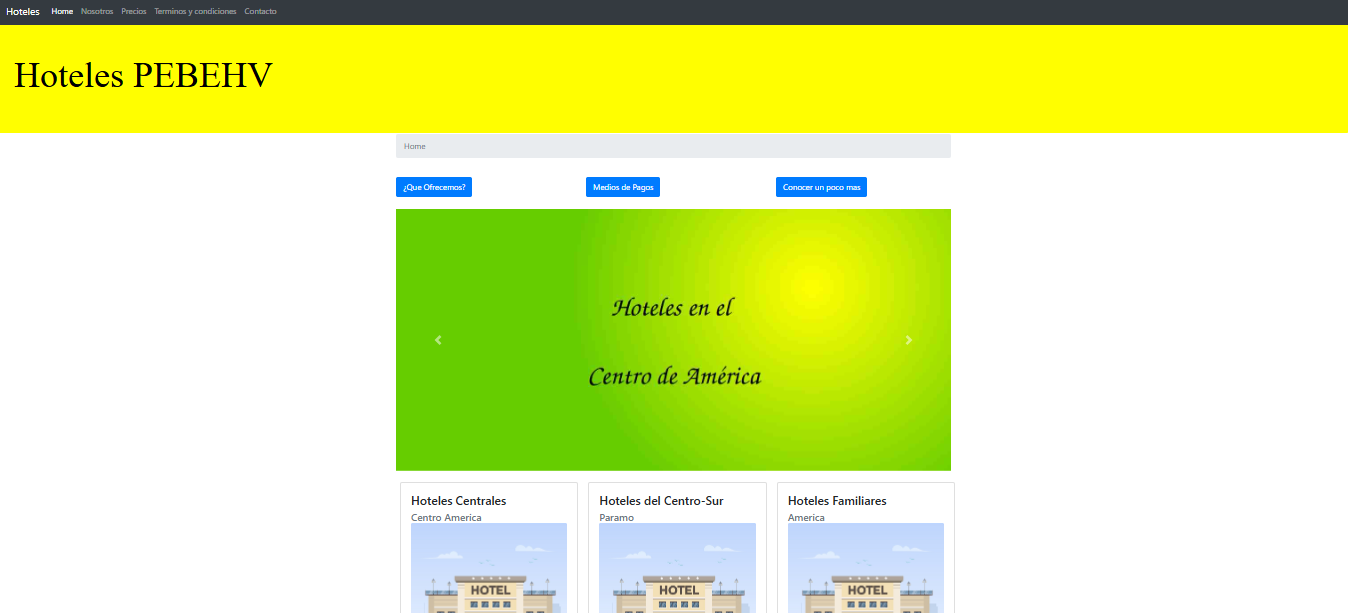 Hoteles Home Nosotros Precios Terminos y condiciones Contacto
Hoteles PEBEHV
Home
¿Que Ofrecemos? Medios de Pagos Conocer un poco mas
Hoteles en el
Centro de América
Hoteles Centrales Hoteles del Centro-Sur Hoteles Familiares
Centro America Paramo America
HOTEL HOTEL HOTEL